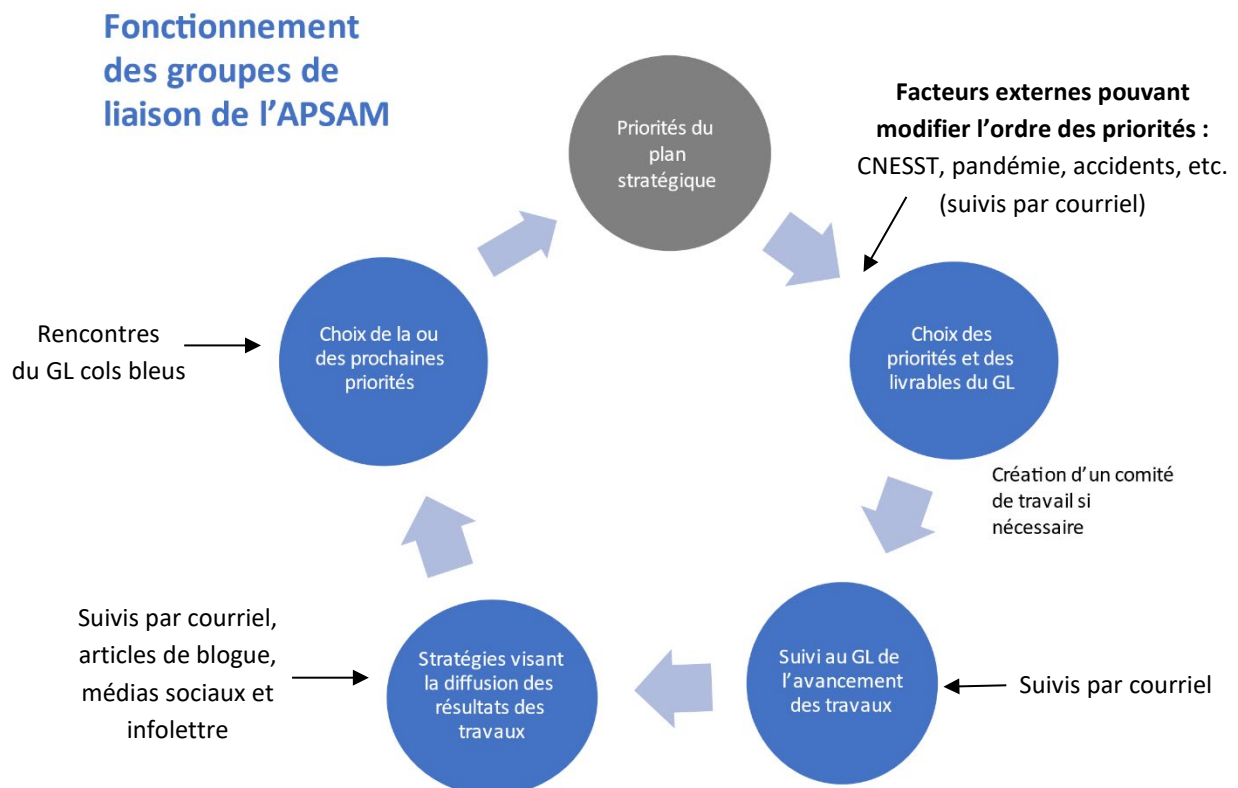 Fonctionnement
des groupes de
liaison de l'APSAM
Priorités du
plan
stratégique
Facteurs externes pouvant
modifier l'ordre des priorités :
CNESST, pandémie, accidents, etc.
(suivis par courriel)
Choix des
priorités et des
livrables du GL
Création d'un comité
de travail si
nécessaire
Suivi au GL de
l'avancement
des travaux
Suivis par courriel
Stratégies visant
la diffusion des
résultats des
travaux
Suivis par courriel,
articles de blogue,
médias sociaux et
infolettre
Choix de la ou
des prochaines
priorités
Rencontres
du GL cols bleus